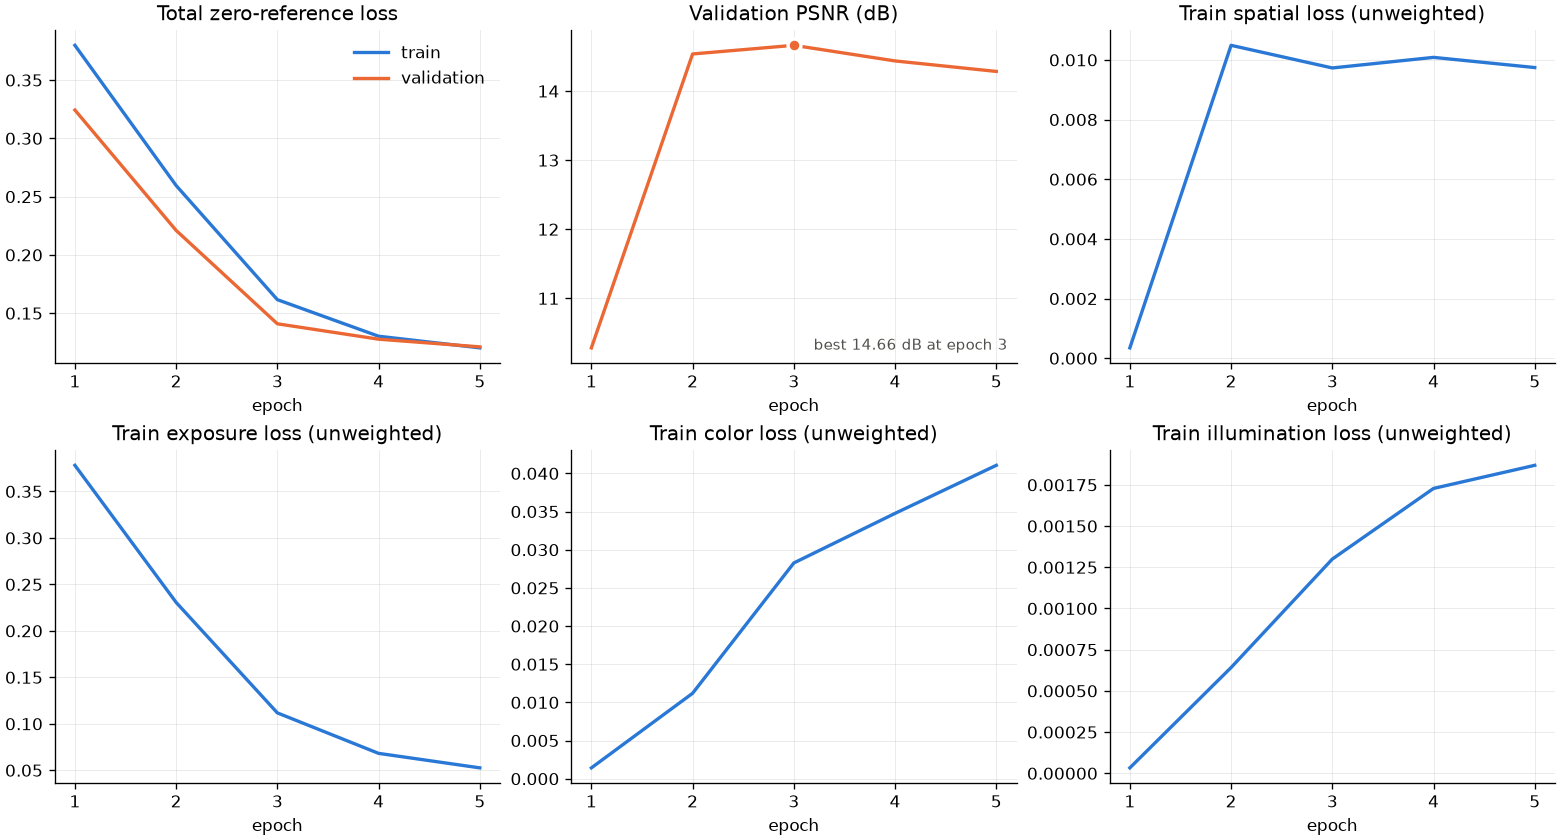 Total zero-reference loss
train
validation
0.35
0.30
0.25
0.20
0.15
1 2 3 4 5
epoch
Validation PSNR (dB)
14
13
12
11
best 14.66 dB at epoch 3
1 2 3 4 5
epoch
Train spatial loss (unweighted)
0.010
0.008
0.006
0.004
0.002
0.000
1 2 3 4 5
epoch
Train exposure loss (unweighted)
0.35
0.30
0.25
0.20
0.15
0.10
0.05
1 2 3 4 5
epoch
Train color loss (unweighted)
0.040
0.035
0.030
0.025
0.020
0.015
0.010
0.005
0.000
1 2 3 4 5
epoch
Train illumination loss (unweighted)
0.00175
0.00150
0.00125
0.00100
0.00075
0.00050
0.00025
0.00000
1 2 3 4 5
epoch